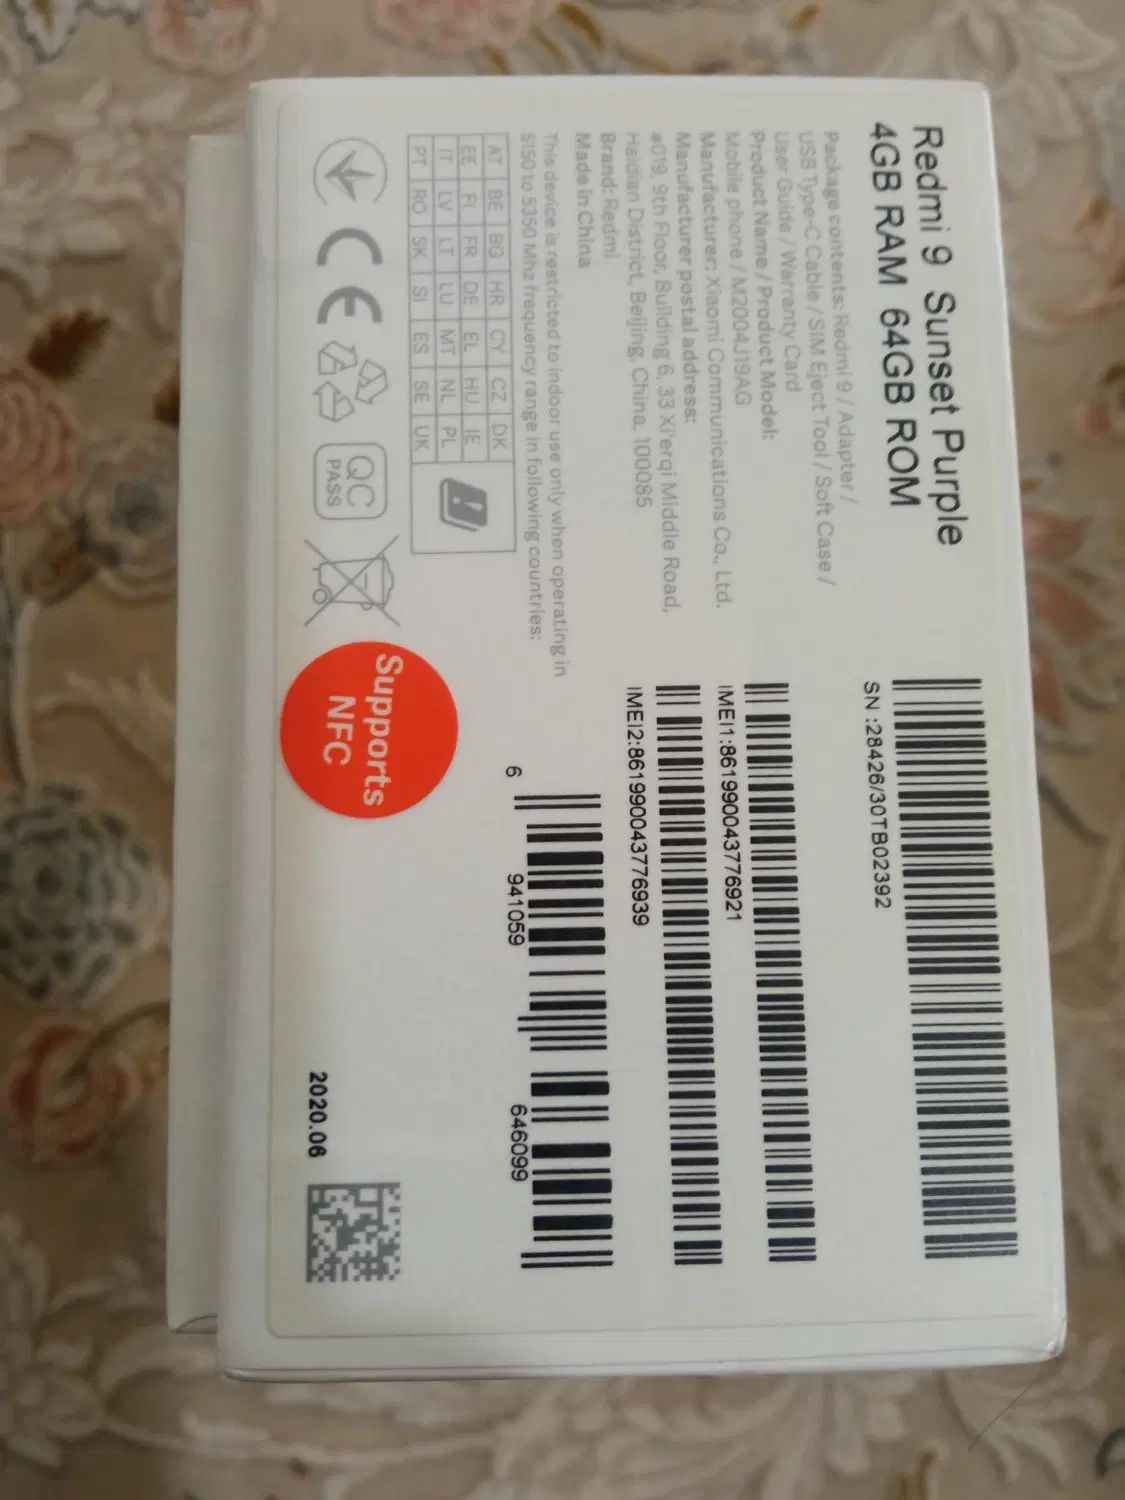 Redmi 9 Sunset Purple
4GB RAM 64GB ROM
Package contents: Redmi 9 / Adapter /
USB Type-C Cable / SIM Eject Tool / Soft Case /
User Guide / Warranty Card
Product Name / Product Model:
Mobile phone / M2004J19AG
Manufacturer: Xiaomi Communications Co., Ltd.
Manufacturer postal address:
#019, 9th Floor, Building 6, 33 Xi'erqi Middle Road,
Haidian District, Beijing, China, 100085
Brand: Redmi
Made in China
This device is restricted to indoor use only when operating in
5150 to 5350 Mhz frequency range in following countries:
AT BE BG HR CY CZ DK
EE FI FR DE EL HU IE
IT LV LT LU MT NL PL
PT RO SK SI ES SE UK
CE
QC
PASS
Supports
NFC
SN :28426/30TB02392
IMEI1:861990043776921
IMEI2:861990043776939
6 941059 646099
2020.06